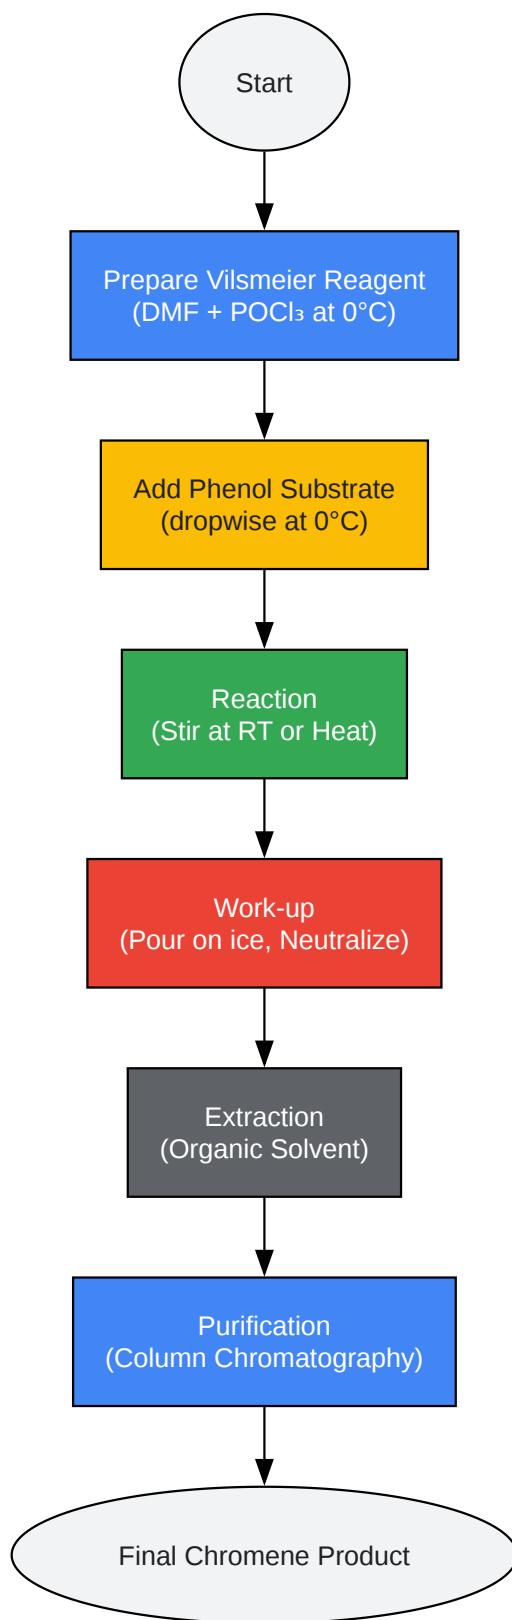 Start
Prepare Vilsmeier Reagent
(DMF + POCl₃ at 0°C)
Add Phenol Substrate
(dropwise at 0°C)
Reaction
(Stir at RT or Heat)
Work-up
(Pour on ice, Neutralize)
Extraction
(Organic Solvent)
Purification
(Column Chromatography)
Final Chromene Product